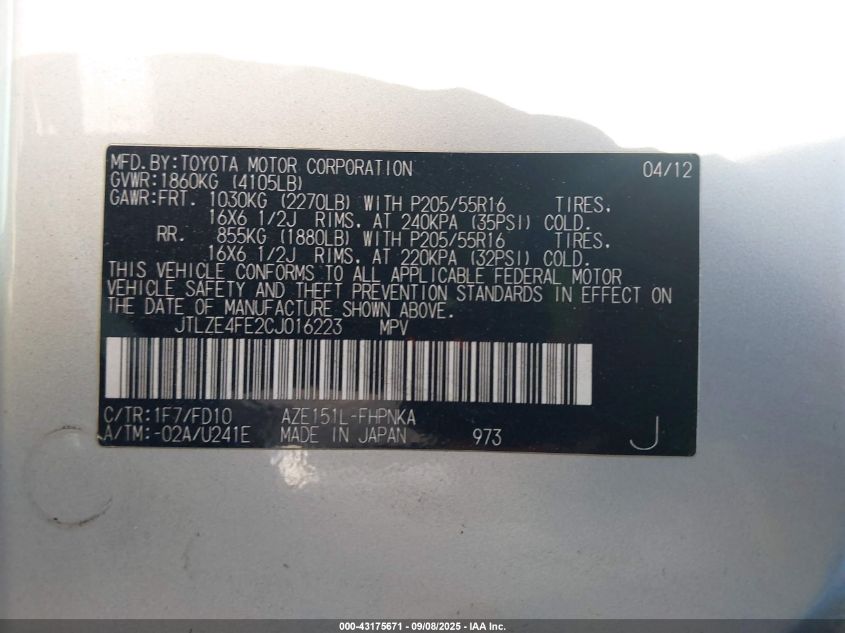 MFD.BY:TOYOTA MOTOR CORPORATION 04/12
GVWR:1860KG (4105LB)
GAWR:FRT. 1030KG (2270LB) WITH P205/55R16 TIRES,
16X6 1/2J RIMS, AT 240KPA (35PSI) COLD.
RR. 855KG (1880LB) WITH P205/55R16 TIRES,
16X6 1/2J RIMS, AT 220KPA (32PSI) COLD.
THIS VEHICLE CONFORMS TO ALL APPLICABLE FEDERAL MOTOR
VEHICLE SAFETY AND THEFT PREVENTION STANDARDS IN EFFECT ON
THE DATE OF MANUFACTURE SHOWN ABOVE.
JTLZE4FE2CJ016223 MPV
C/TR:1F7/FD10 AZE151L-FHPNKA
A/TM:-02A/U241E MADE IN JAPAN 973 J
000-43175671 - 09/08/2025 - IAA Inc.